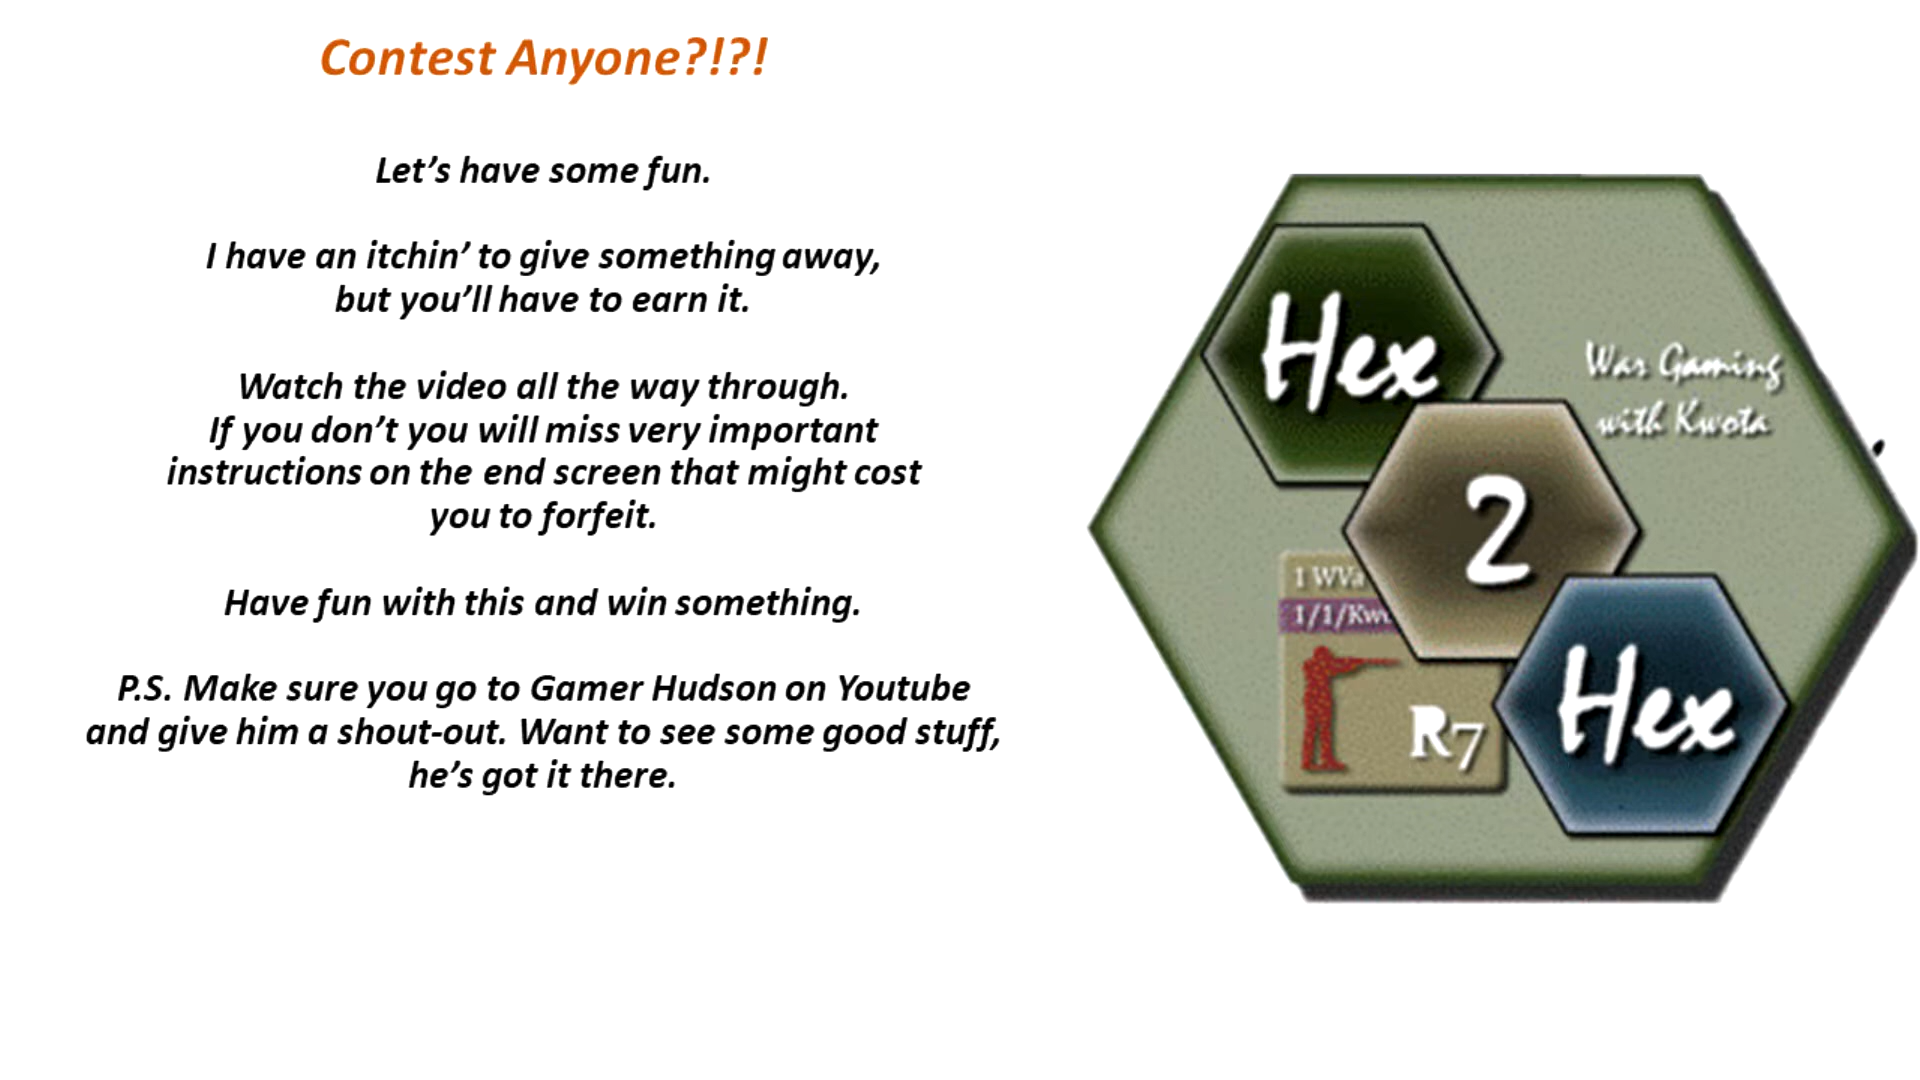 Contest Anyone?!?!
Let’s have some fun.
I have an itchin’ to give something away,
but you’ll have to earn it.
Watch the video all the way through.
If you don’t you will miss very important
instructions on the end screen that might cost
you to forfeit.
Have fun with this and win something.
P.S. Make sure you go to Gamer Hudson on Youtube
and give him a shout-out. Want to see some good stuff,
he’s got it there.
Hex
War Gaming
with Kwota
2
1 WVa
1/1/Kw
R7
Hex